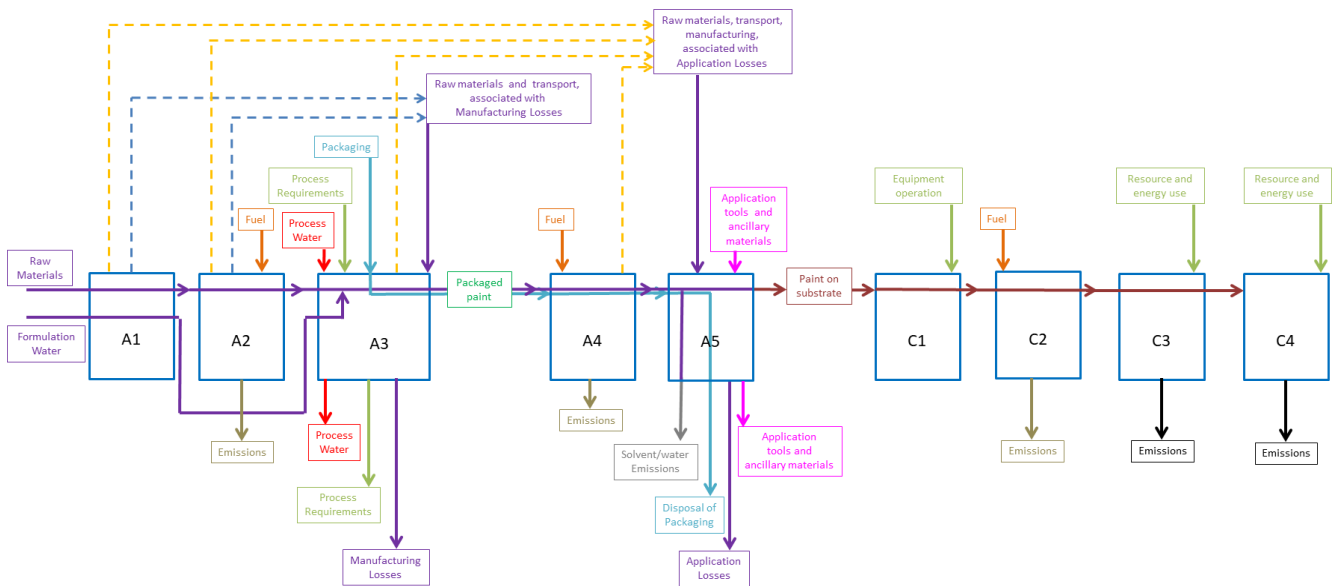 Raw materials, transport,
manufacturing,
associated with
Application Losses
Raw materials and transport,
associated with
Manufacturing Losses
Packaging
Process
Requirements
Equipment
operation
Resource and
energy use
Resource and
energy use
Fuel
Process
Water
Fuel
Application
tools and
ancillary
materials
Fuel
Raw
Materials
Packaged
paint
Paint on
substrate
Formulation
Water
A1
A2
A3
A4
A5
C1
C2
C3
C4
Emissions
Process
Water
Emissions
Solvent/water
Emissions
Application
tools and
ancillary materials
Emissions
Emissions
Emissions
Process
Requirements
Disposal of
Packaging
Manufacturing
Losses
Application
Losses